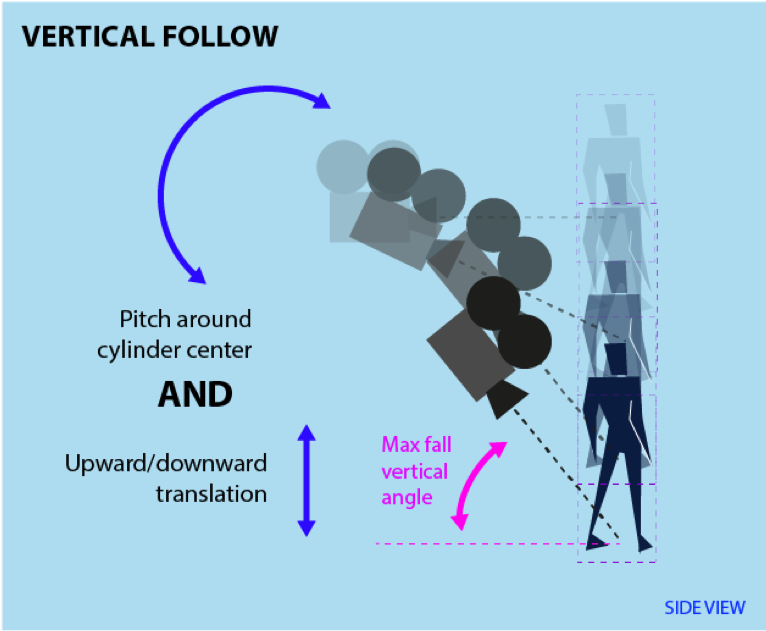 VERTICAL FOLLOW
Pitch around
cylinder center
AND
Upward/downward
translation
Max fall
vertical
angle
SIDE VIEW